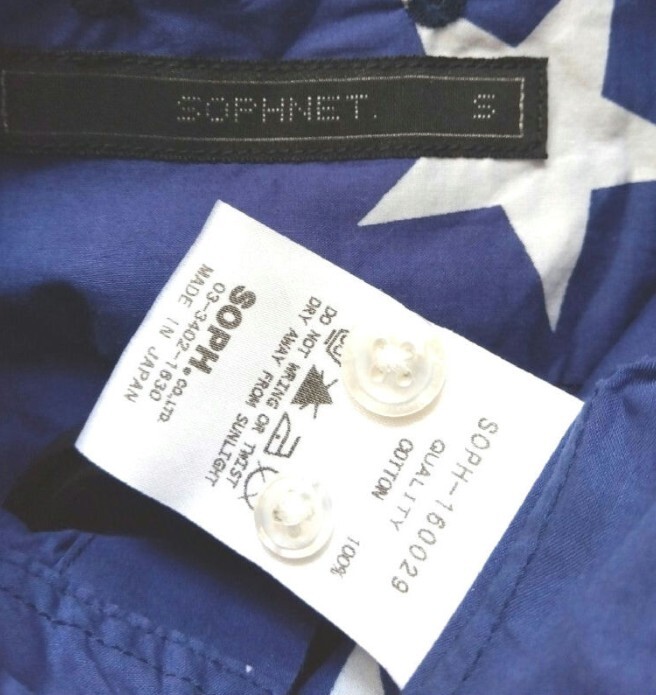 SOPHNET. S
SOPH-160029
QUALITY
COTTON 100%
DO NOT WRING OR TWIST
DRY AWAY FROM SUNLIGHT
SOPH. CO.,LTD.
03-3402-1630
MADE IN JAPAN